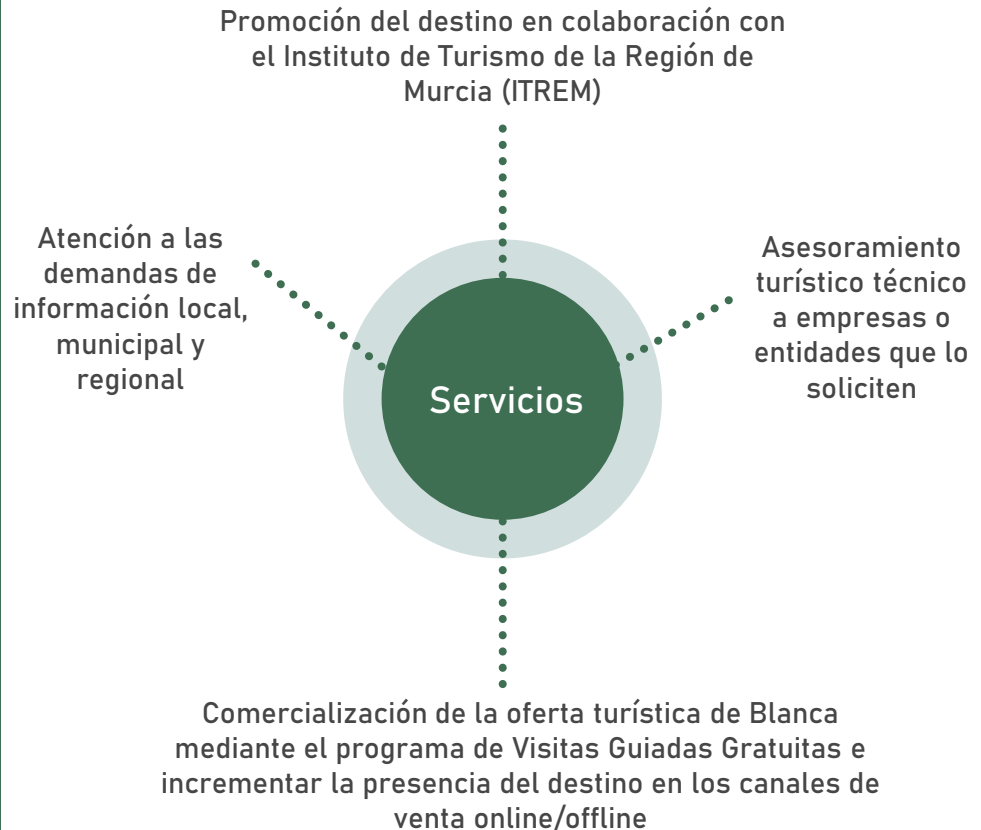 Promoción del destino en colaboración con
el Instituto de Turismo de la Región de
Murcia (ITREM)
Atención a las
demandas de
información local,
municipal y
regional
Asesoramiento
turístico técnico
a empresas o
entidades que lo
soliciten
Servicios
Comercialización de la oferta turística de Blanca
mediante el programa de Visitas Guiadas Gratuitas e
incrementar la presencia del destino en los canales de
venta online/offline